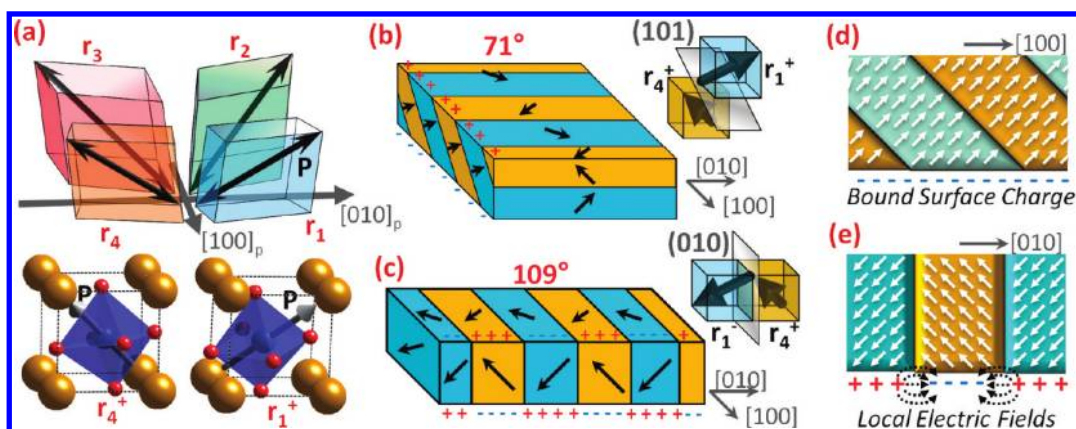 (a)
r3
r2
P
[010]p
r4
[100]p
r1
P
P
r4+
r1+
(b)
71°
(101)
r4+
r1+
+ + + + + + +
- - - - - - -
[010]
[100]
(c)
109°
(010)
r1-
r4+
- - - + + + - - - + + +
+ + - - - - + + + + - - - - + + + + - -
[010]
[100]
(d)
[100]
- - - - - - - - - - - - - - -
Bound Surface Charge
(e)
[010]
+ + + - - - - + + +
Local Electric Fields